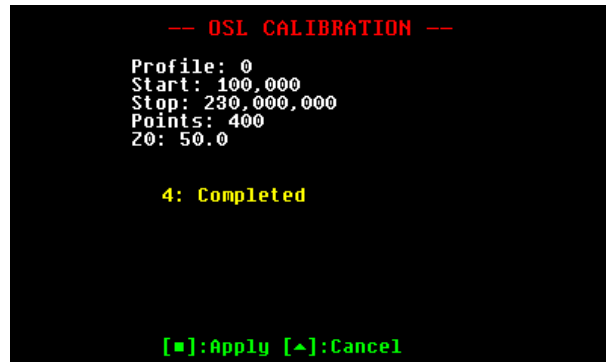 —— OSL CALIBRATION ——
Profile: 0
Start: 100,000
Stop: 230,000,000
Points: 400
Z0: 50.0
4: Completed
[■]:Apply [▲]:Cancel